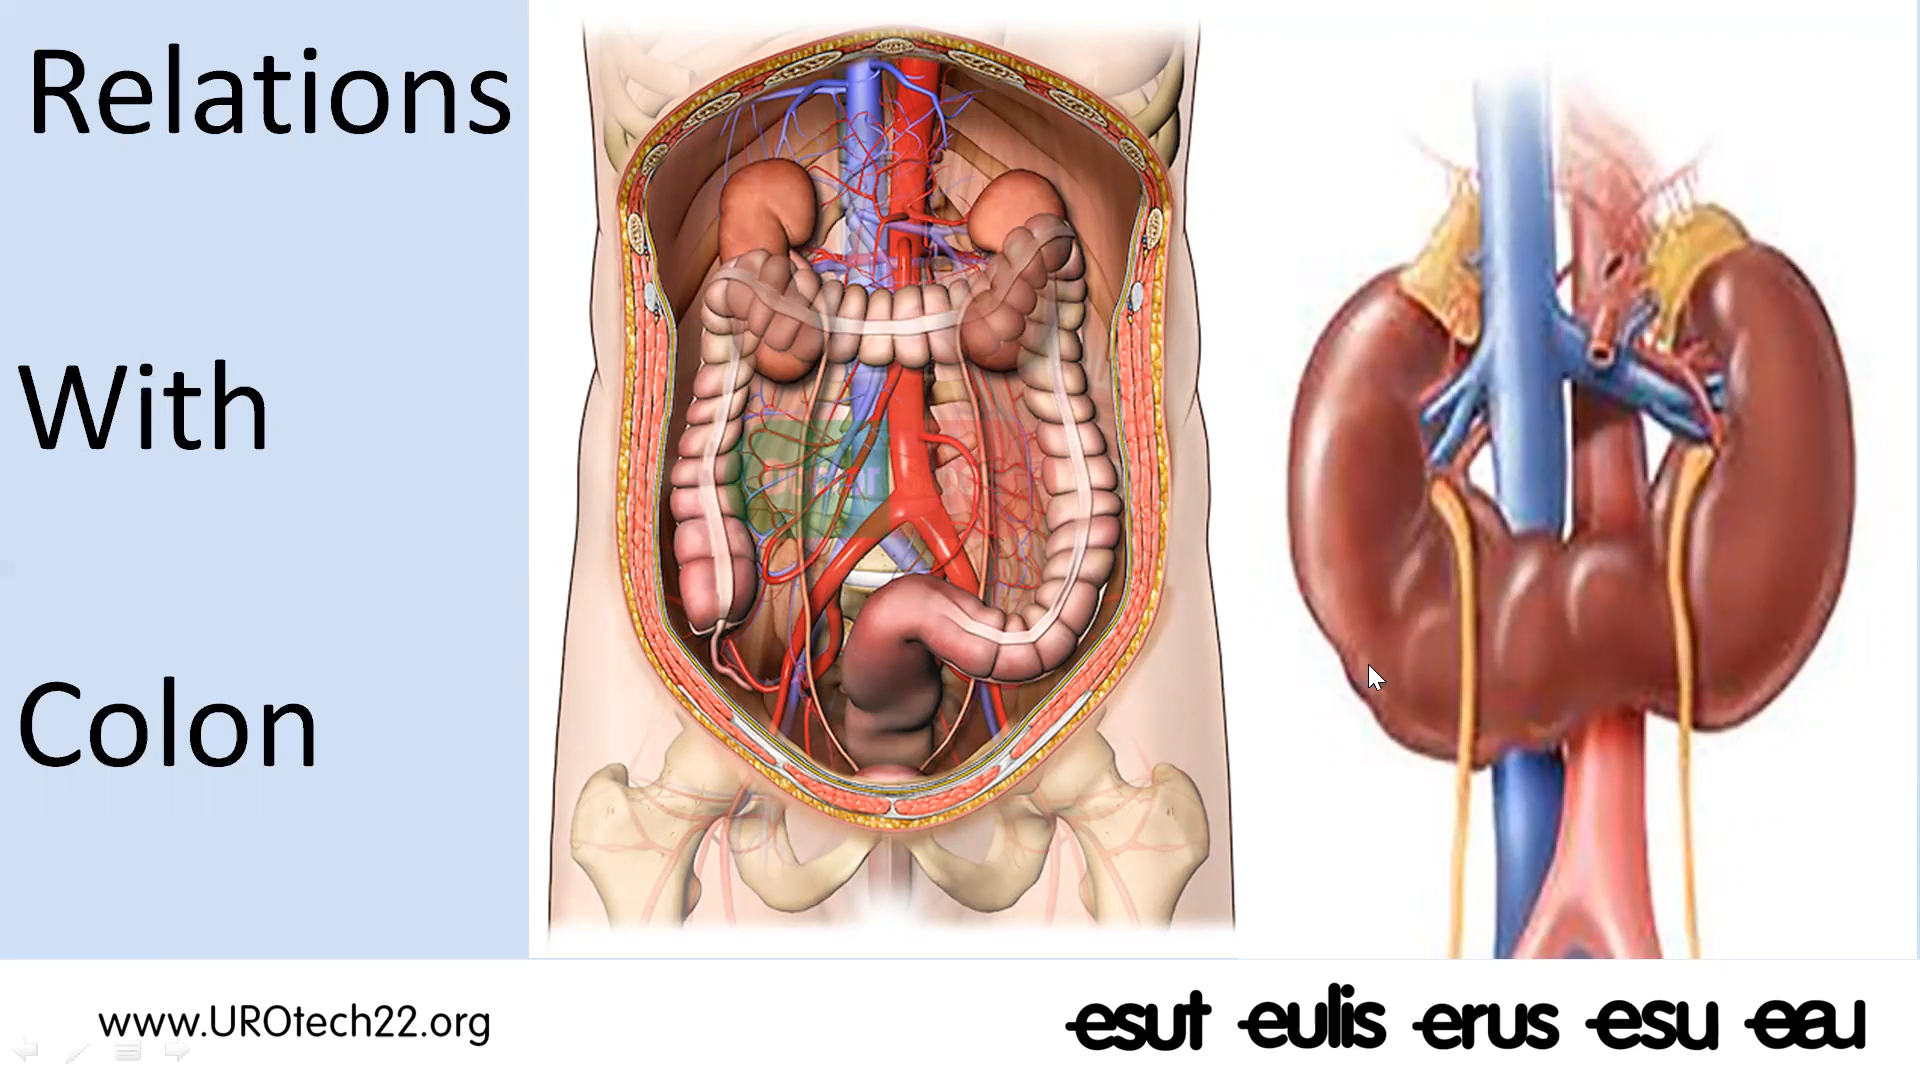 Relations
With
Colon
www.UROtech22.org
esut eulis erus esu eau